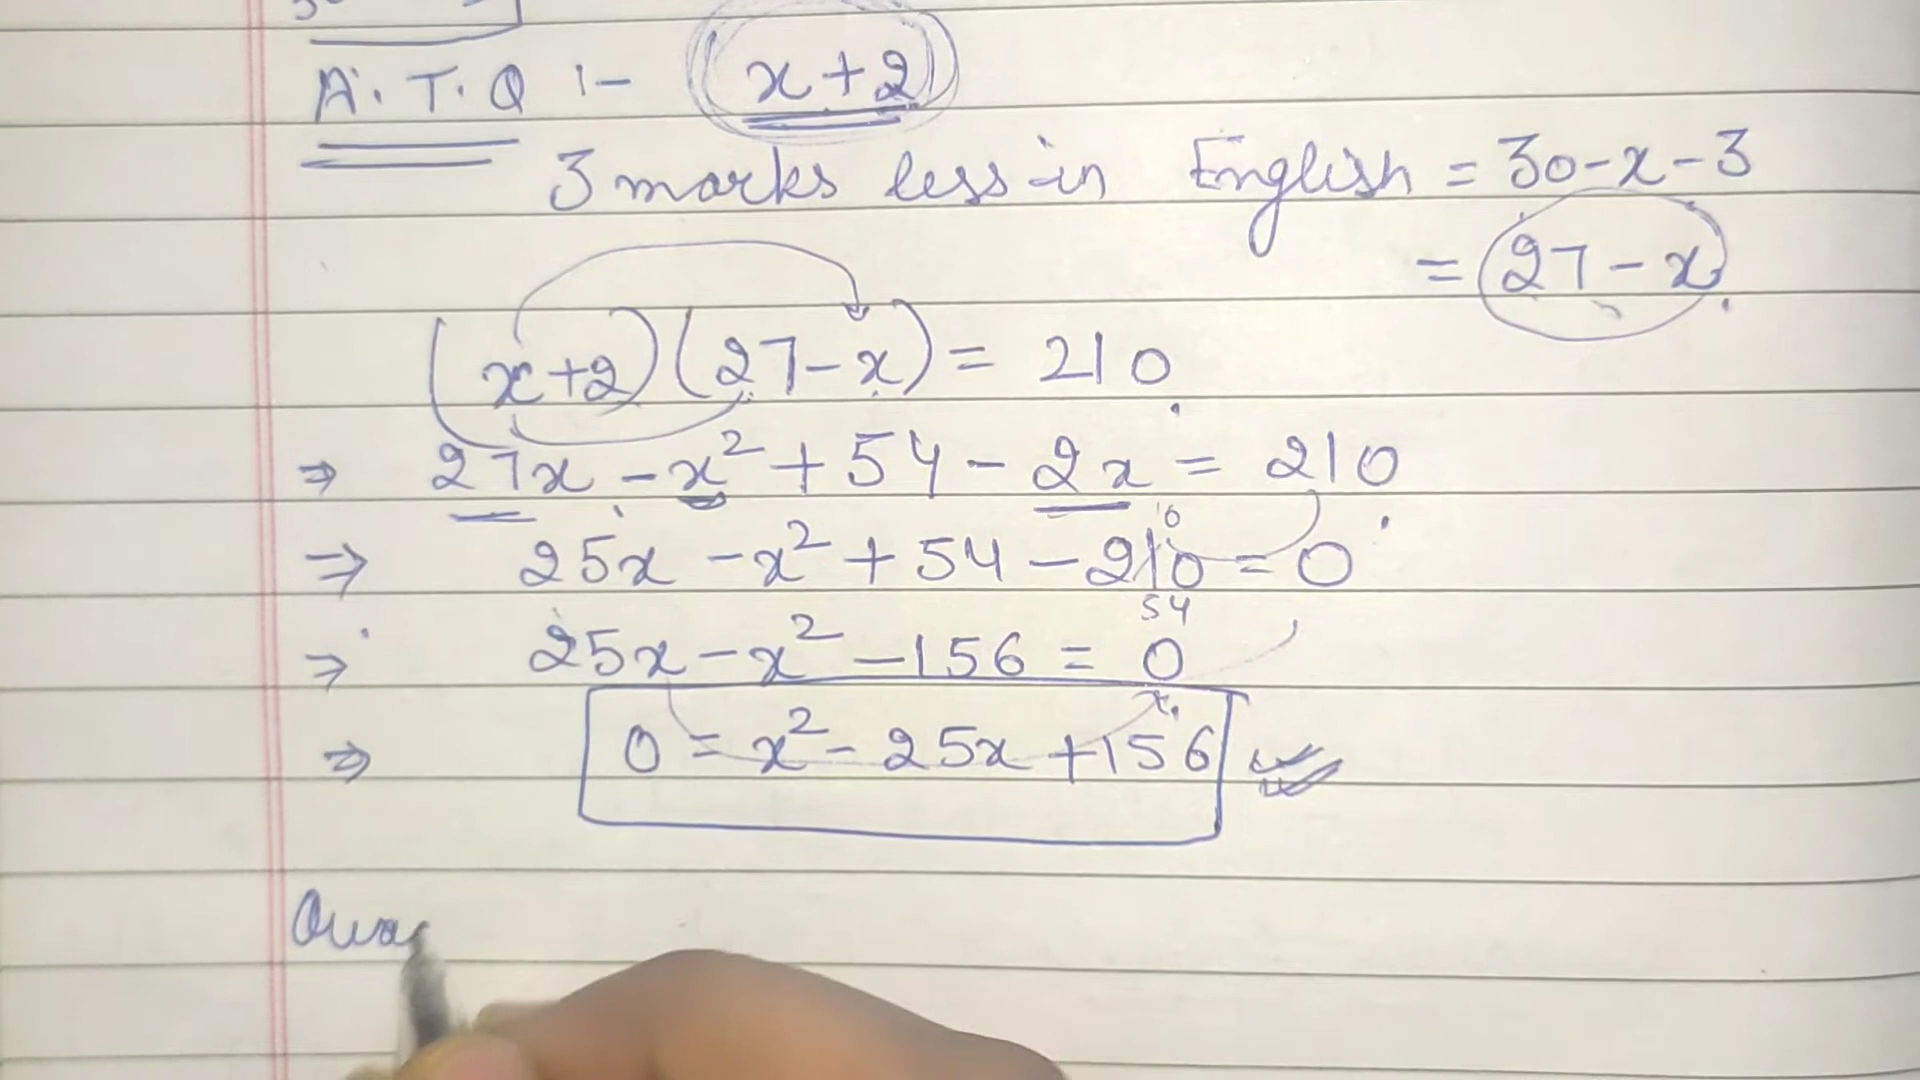 A.T.Q :- (x+2)
3 marks less in English = 30-x-3
= 27-x
(x+2)(27-x) = 210
⇒ 27x - x² + 54 - 2x = 210
⇒ 25x - x² + 54 - 210 = 0
54
⇒ 25x - x² - 156 = 0
⇒ 0 = x² - 25x + 156